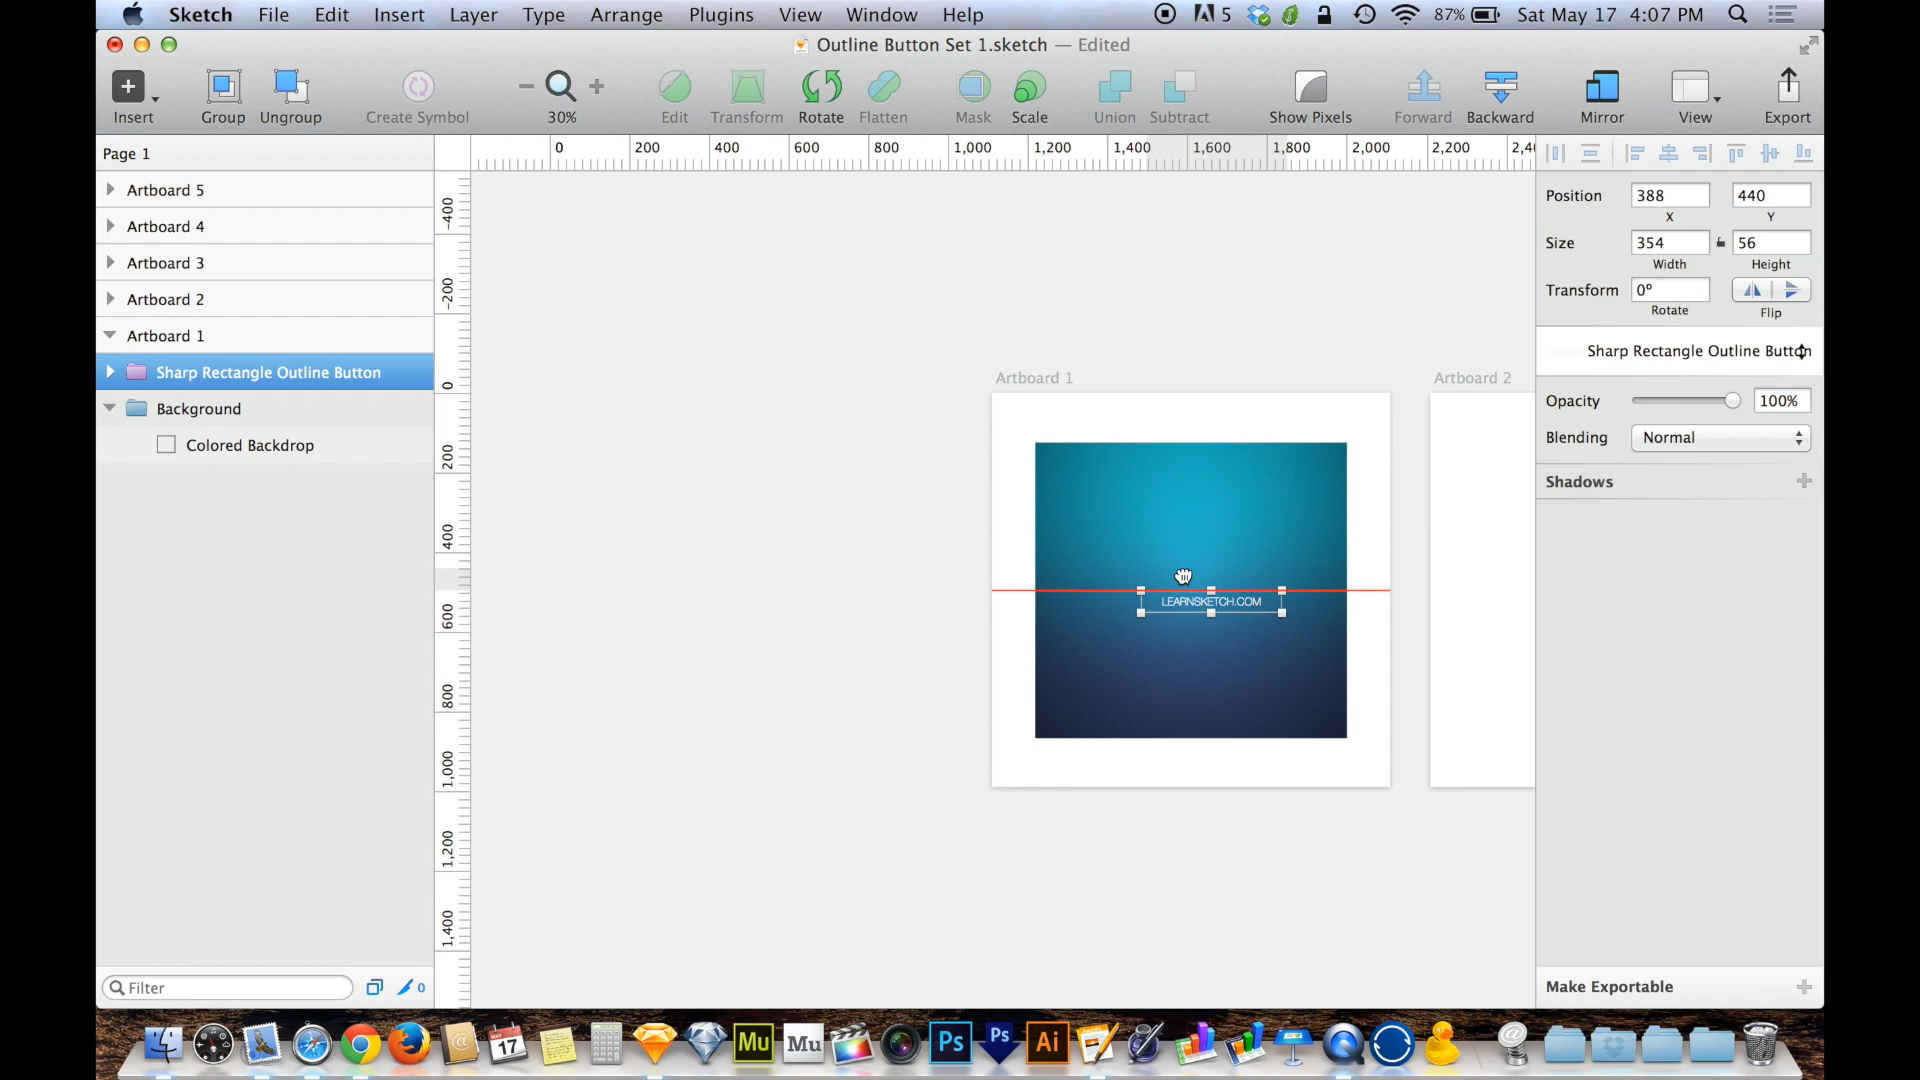 Sketch File Edit Insert Layer Type Arrange Plugins View Window Help 5 87% Sat May 17 4:07 PM
Outline Button Set 1.sketch — Edited
Insert Group Ungroup Create Symbol 30% Edit Transform Rotate Flatten Mask Scale Union Subtract Show Pixels Forward Backward Mirror View Export
Page 1
0 200 400 600 800 1,000 1,200 1,400 1,600 1,800 2,000 2,200 2,4
Artboard 5
Artboard 4
Artboard 3
Artboard 2
Artboard 1
Sharp Rectangle Outline Button
Background
Colored Backdrop
Filter
0
-400
-200
0
200
400
600
800
1,000
1,200
1,400
Artboard 1
Artboard 2
LEARNSKETCH.COM
Position 388 440
X Y
Size 354 56
Width Height
Transform 0º
Rotate Flip
Sharp Rectangle Outline Button
Opacity 100%
Blending Normal
Shadows
Make Exportable
MAY
17
Mu Mu Ps Ps Ai